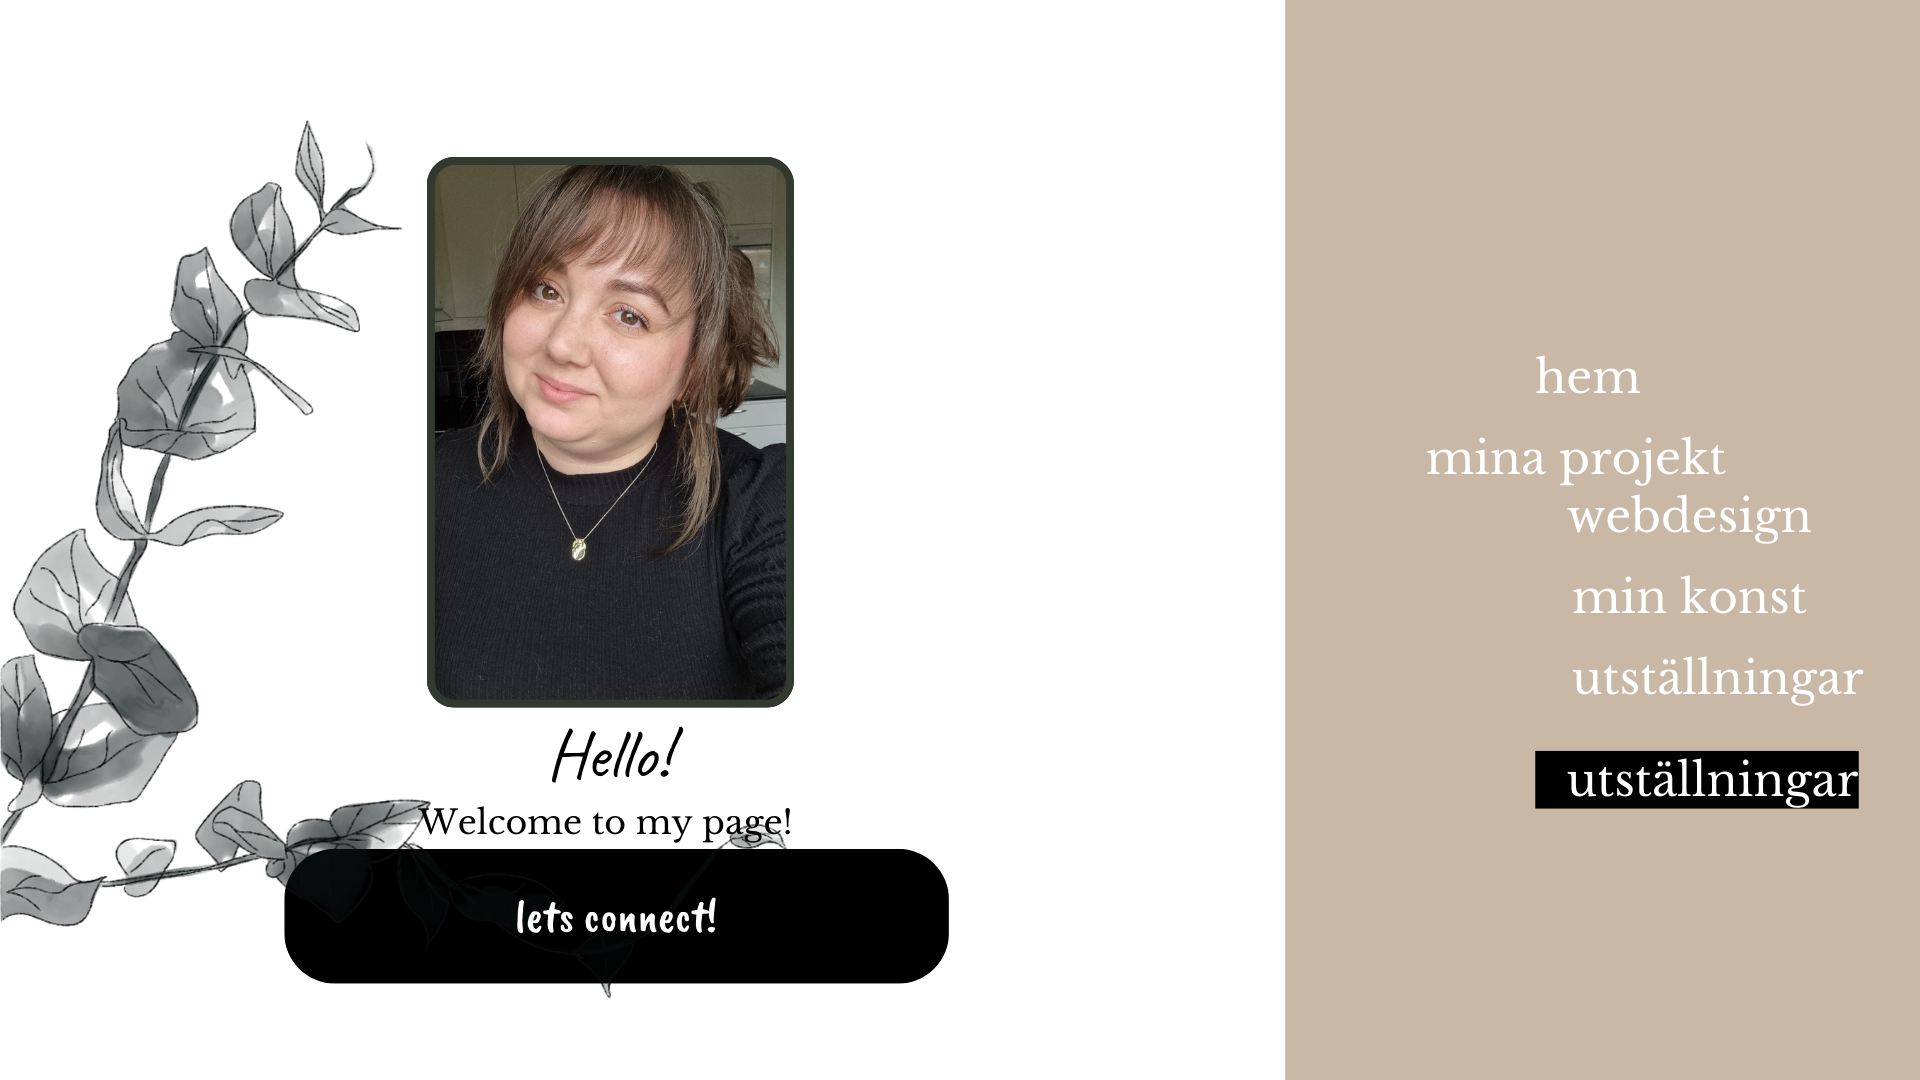 Hello!
Welcome to my page!
lets connect!
hem
mina projekt
webdesign
min konst
utställningar
utställningar